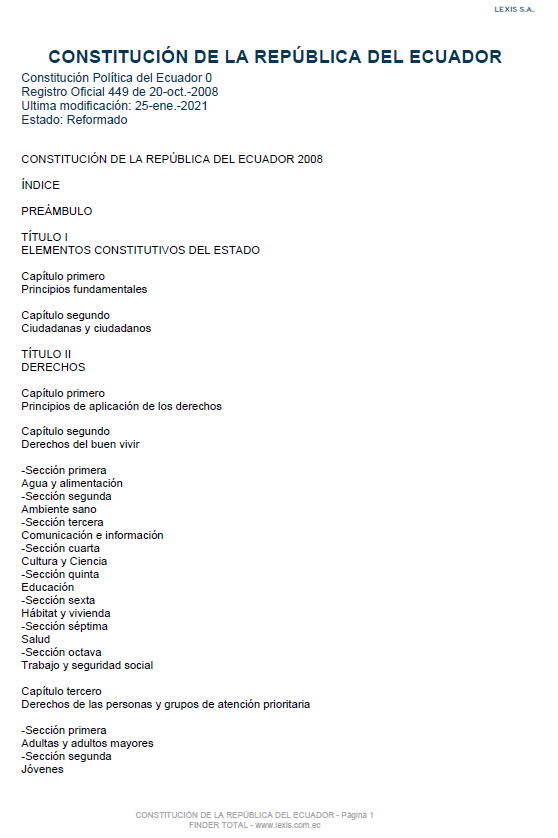 LEXIS S.A.
CONSTITUCIÓN DE LA REPÚBLICA DEL ECUADOR
Constitución Política del Ecuador 0
Registro Oficial 449 de 20-oct.-2008
Ultima modificación: 25-ene.-2021
Estado: Reformado
CONSTITUCIÓN DE LA REPÚBLICA DEL ECUADOR 2008
ÍNDICE
PREÁMBULO
TÍTULO I
ELEMENTOS CONSTITUTIVOS DEL ESTADO
Capítulo primero
Principios fundamentales
Capítulo segundo
Ciudadanas y ciudadanos
TÍTULO II
DERECHOS
Capítulo primero
Principios de aplicación de los derechos
Capítulo segundo
Derechos del buen vivir
-Sección primera
Agua y alimentación
-Sección segunda
Ambiente sano
-Sección tercera
Comunicación e información
-Sección cuarta
Cultura y Ciencia
-Sección quinta
Educación
-Sección sexta
Hábitat y vivienda
-Sección séptima
Salud
-Sección octava
Trabajo y seguridad social
Capítulo tercero
Derechos de las personas y grupos de atención prioritaria
-Sección primera
Adultas y adultos mayores
-Sección segunda
Jóvenes
CONSTITUCIÓN DE LA REPÚBLICA DEL ECUADOR - Página 1
FINDER TOTAL - www.lexis.com.ec